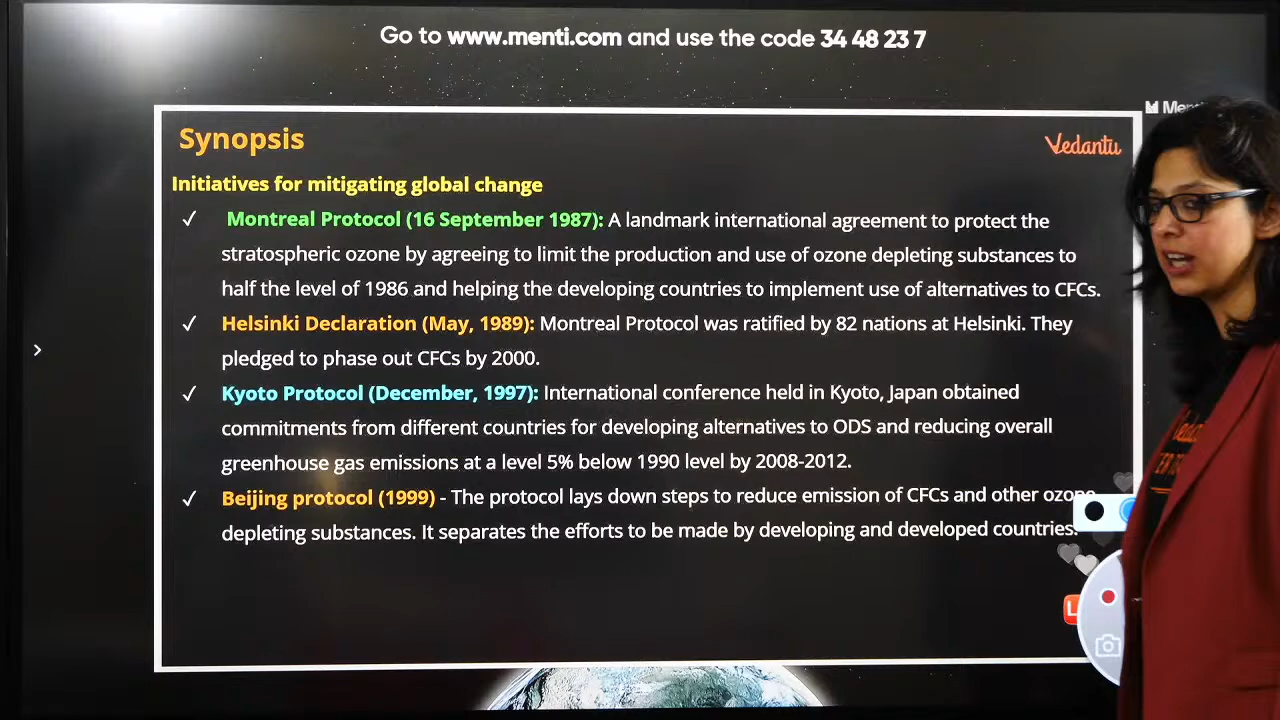 Go to www.menti.com and use the code 34 48 23 7
Synopsis
Vedantu
Initiatives for mitigating global change
✓ Montreal Protocol (16 September 1987): A landmark international agreement to protect the
stratospheric ozone by agreeing to limit the production and use of ozone depleting substances to
half the level of 1986 and helping the developing countries to implement use of alternatives to CFCs.
✓ Helsinki Declaration (May, 1989): Montreal Protocol was ratified by 82 nations at Helsinki. They
pledged to phase out CFCs by 2000.
✓ Kyoto Protocol (December, 1997): International conference held in Kyoto, Japan obtained
commitments from different countries for developing alternatives to ODS and reducing overall
greenhouse gas emissions at a level 5% below 1990 level by 2008-2012.
✓ Beijing protocol (1999) - The protocol lays down steps to reduce emission of CFCs and other ozone
depleting substances. It separates the efforts to be made by developing and developed countries.